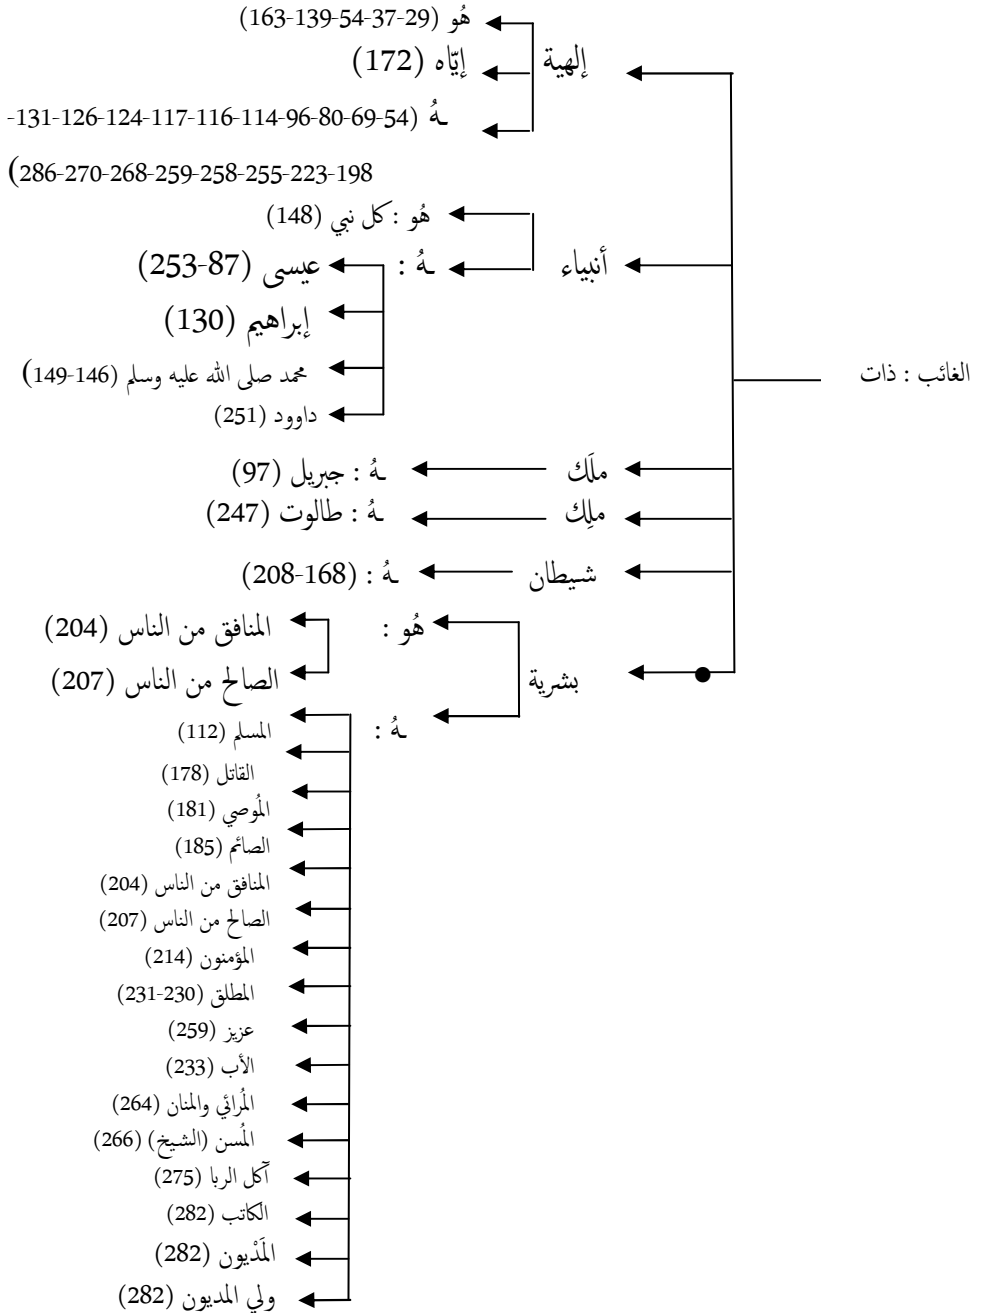 هُو (29-37-54-139-163)
إلهية
إيّاه (172)
ـهُ (54-69-80-96-114-116-117-124-126-131-
198-223-255-258-259-268-270-286)
هُو : كل نبي (148)
أنبياء
ـهُ : عيسى (87-253)
إبراهيم (130)
الغائب : ذات
محمد صلى الله عليه وسلم (146-149)
داوود (251)
ملَك
ـهُ : جبريل (97)
ملِك
ـهُ : طالوت (247)
شيطان
ـهُ : (168-208)
بشرية
هُو :
المنافق من الناس (204)
الصالح من الناس (207)
ـهُ :
المسلم (112)
القاتل (178)
المُوصي (181)
الصائم (185)
المنافق من الناس (204)
الصالح من الناس (207)
المؤمنون (214)
المطلق (230-231)
عزيز (259)
الأب (233)
المُرائي والمنان (264)
المُسن (الشيخ) (266)
آكل الربا (275)
الكاتب (282)
المَدْيون (282)
ولي المديون (282)